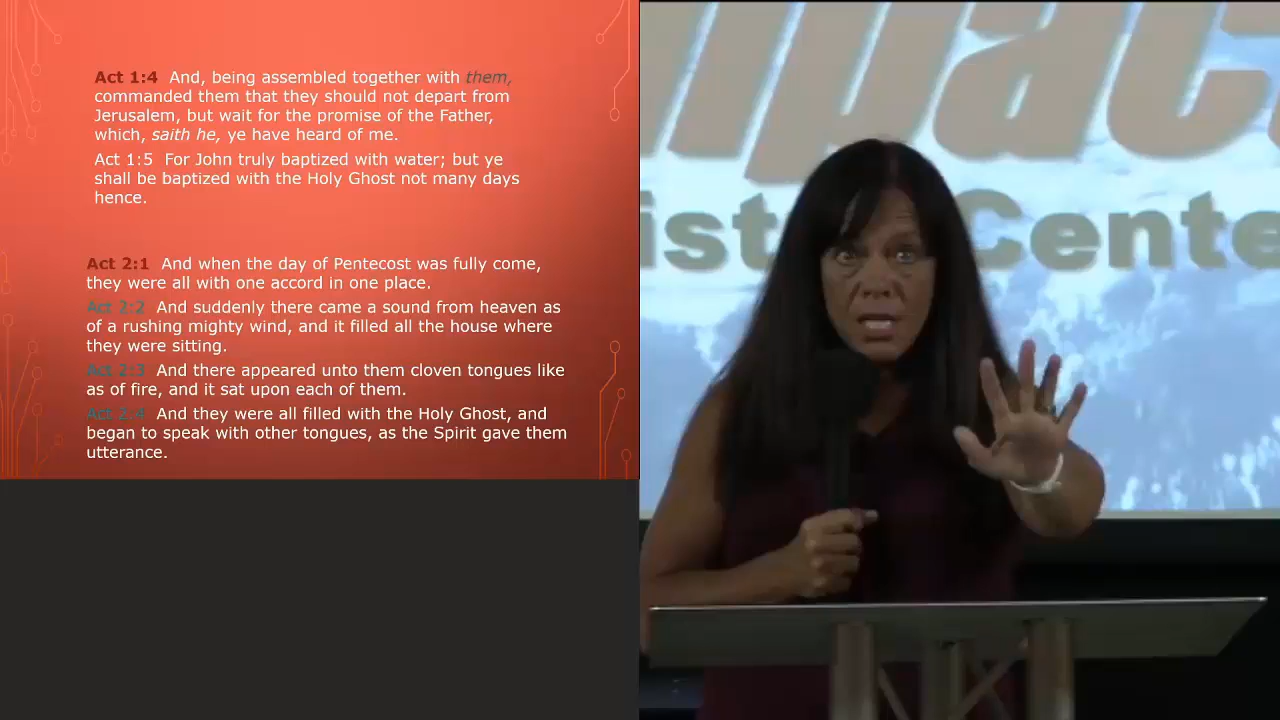 Act 1:4 And, being assembled together with them,
commanded them that they should not depart from
Jerusalem, but wait for the promise of the Father,
which, saith he, ye have heard of me.
Act 1:5 For John truly baptized with water; but ye
shall be baptized with the Holy Ghost not many days
hence.
Act 2:1 And when the day of Pentecost was fully come,
they were all with one accord in one place.
Act 2:2 And suddenly there came a sound from heaven as
of a rushing mighty wind, and it filled all the house where
they were sitting.
Act 2:3 And there appeared unto them cloven tongues like
as of fire, and it sat upon each of them.
Act 2:4 And they were all filled with the Holy Ghost, and
began to speak with other tongues, as the Spirit gave them
utterance.
mpact
ist Cente